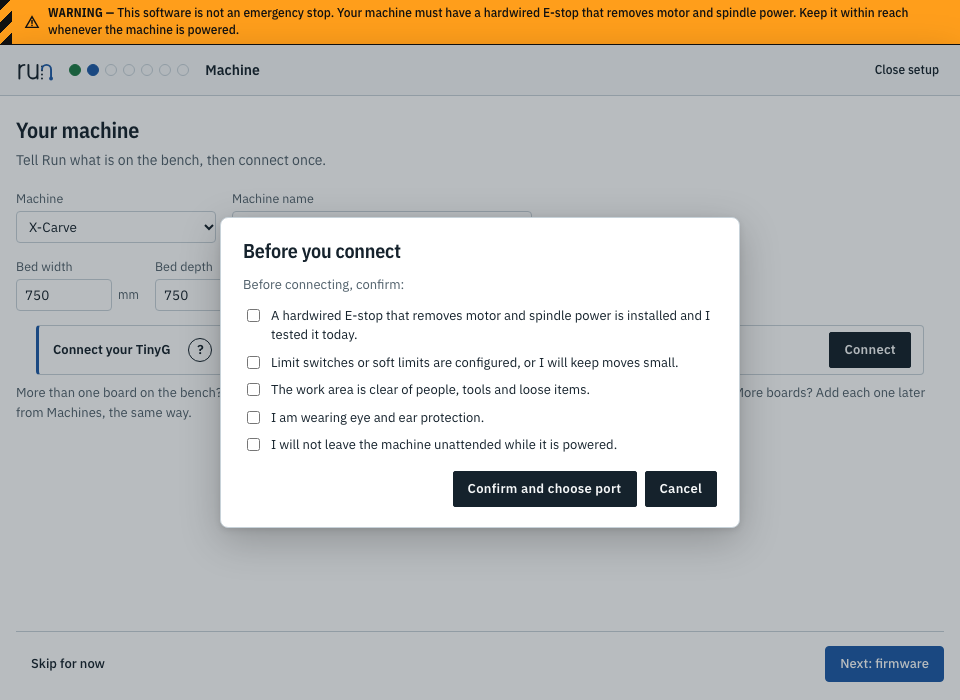 WARNING — This software is not an emergency stop. Your machine must have a hardwired E-stop that removes motor and spindle power. Keep it within reach
whenever the machine is powered.
run
Machine
Close setup
Your machine
Tell Run what is on the bench, then connect once.
Machine
Machine name
X-Carve
Bed width
Bed depth
750
mm
750
Connect your TinyG
?
Connect
More than one board on the bench?
More boards? Add each one later
from Machines, the same way.
Before you connect
Before connecting, confirm:
A hardwired E-stop that removes motor and spindle power is installed and I
tested it today.
Limit switches or soft limits are configured, or I will keep moves small.
The work area is clear of people, tools and loose items.
I am wearing eye and ear protection.
I will not leave the machine unattended while it is powered.
Confirm and choose port
Cancel
Skip for now
Next: firmware